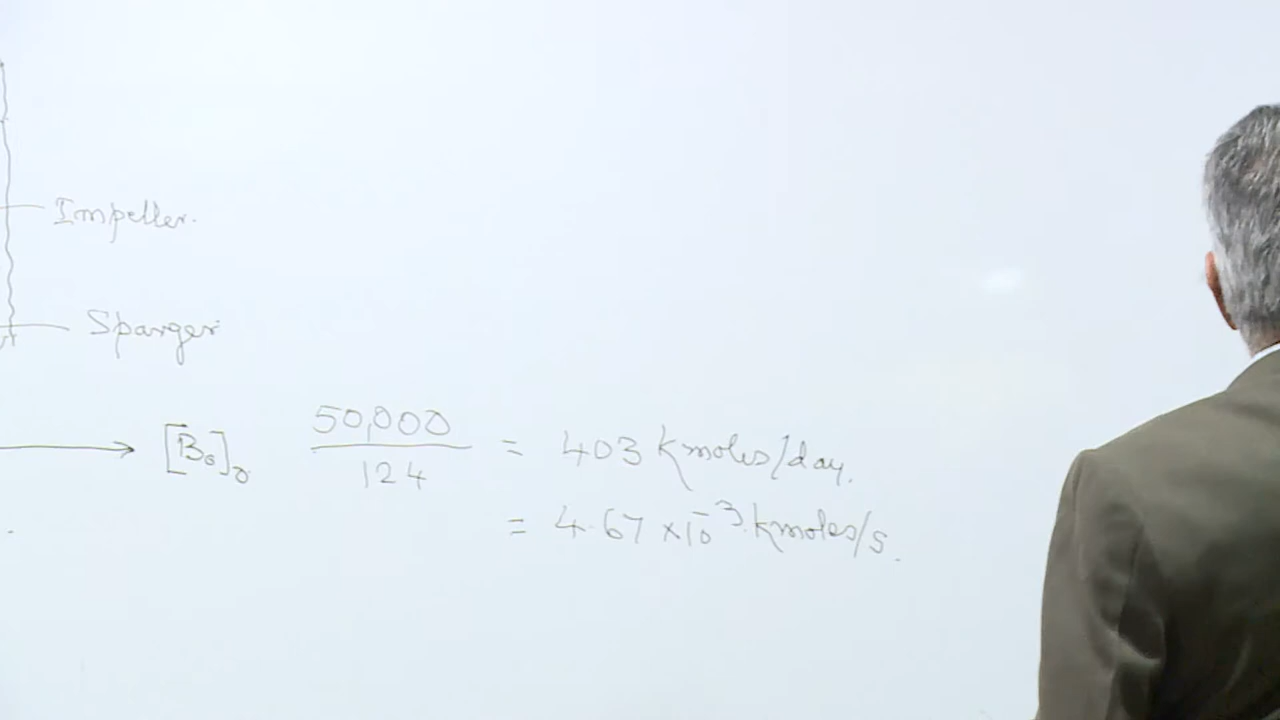 Impeller.
Sparger
[B₀]₀ 50,000 / 124 = 403 kmoles/day.
= 4.67 × 10⁻³ kmoles/s.